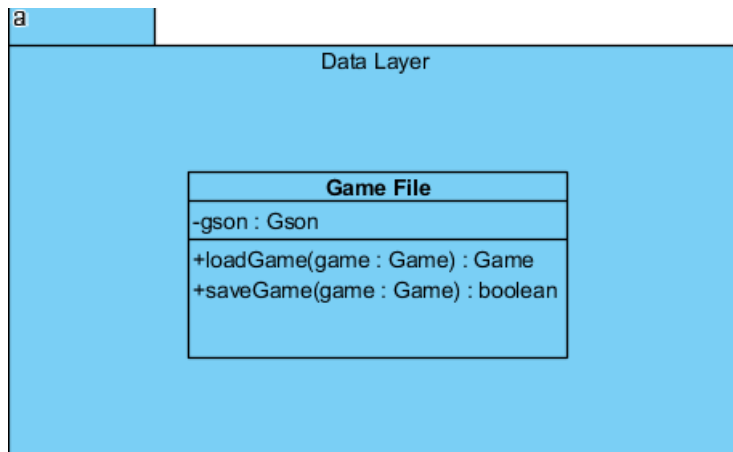 a
Data Layer
Game File
-gson : Gson
+loadGame(game : Game) : Game
+saveGame(game : Game) : boolean